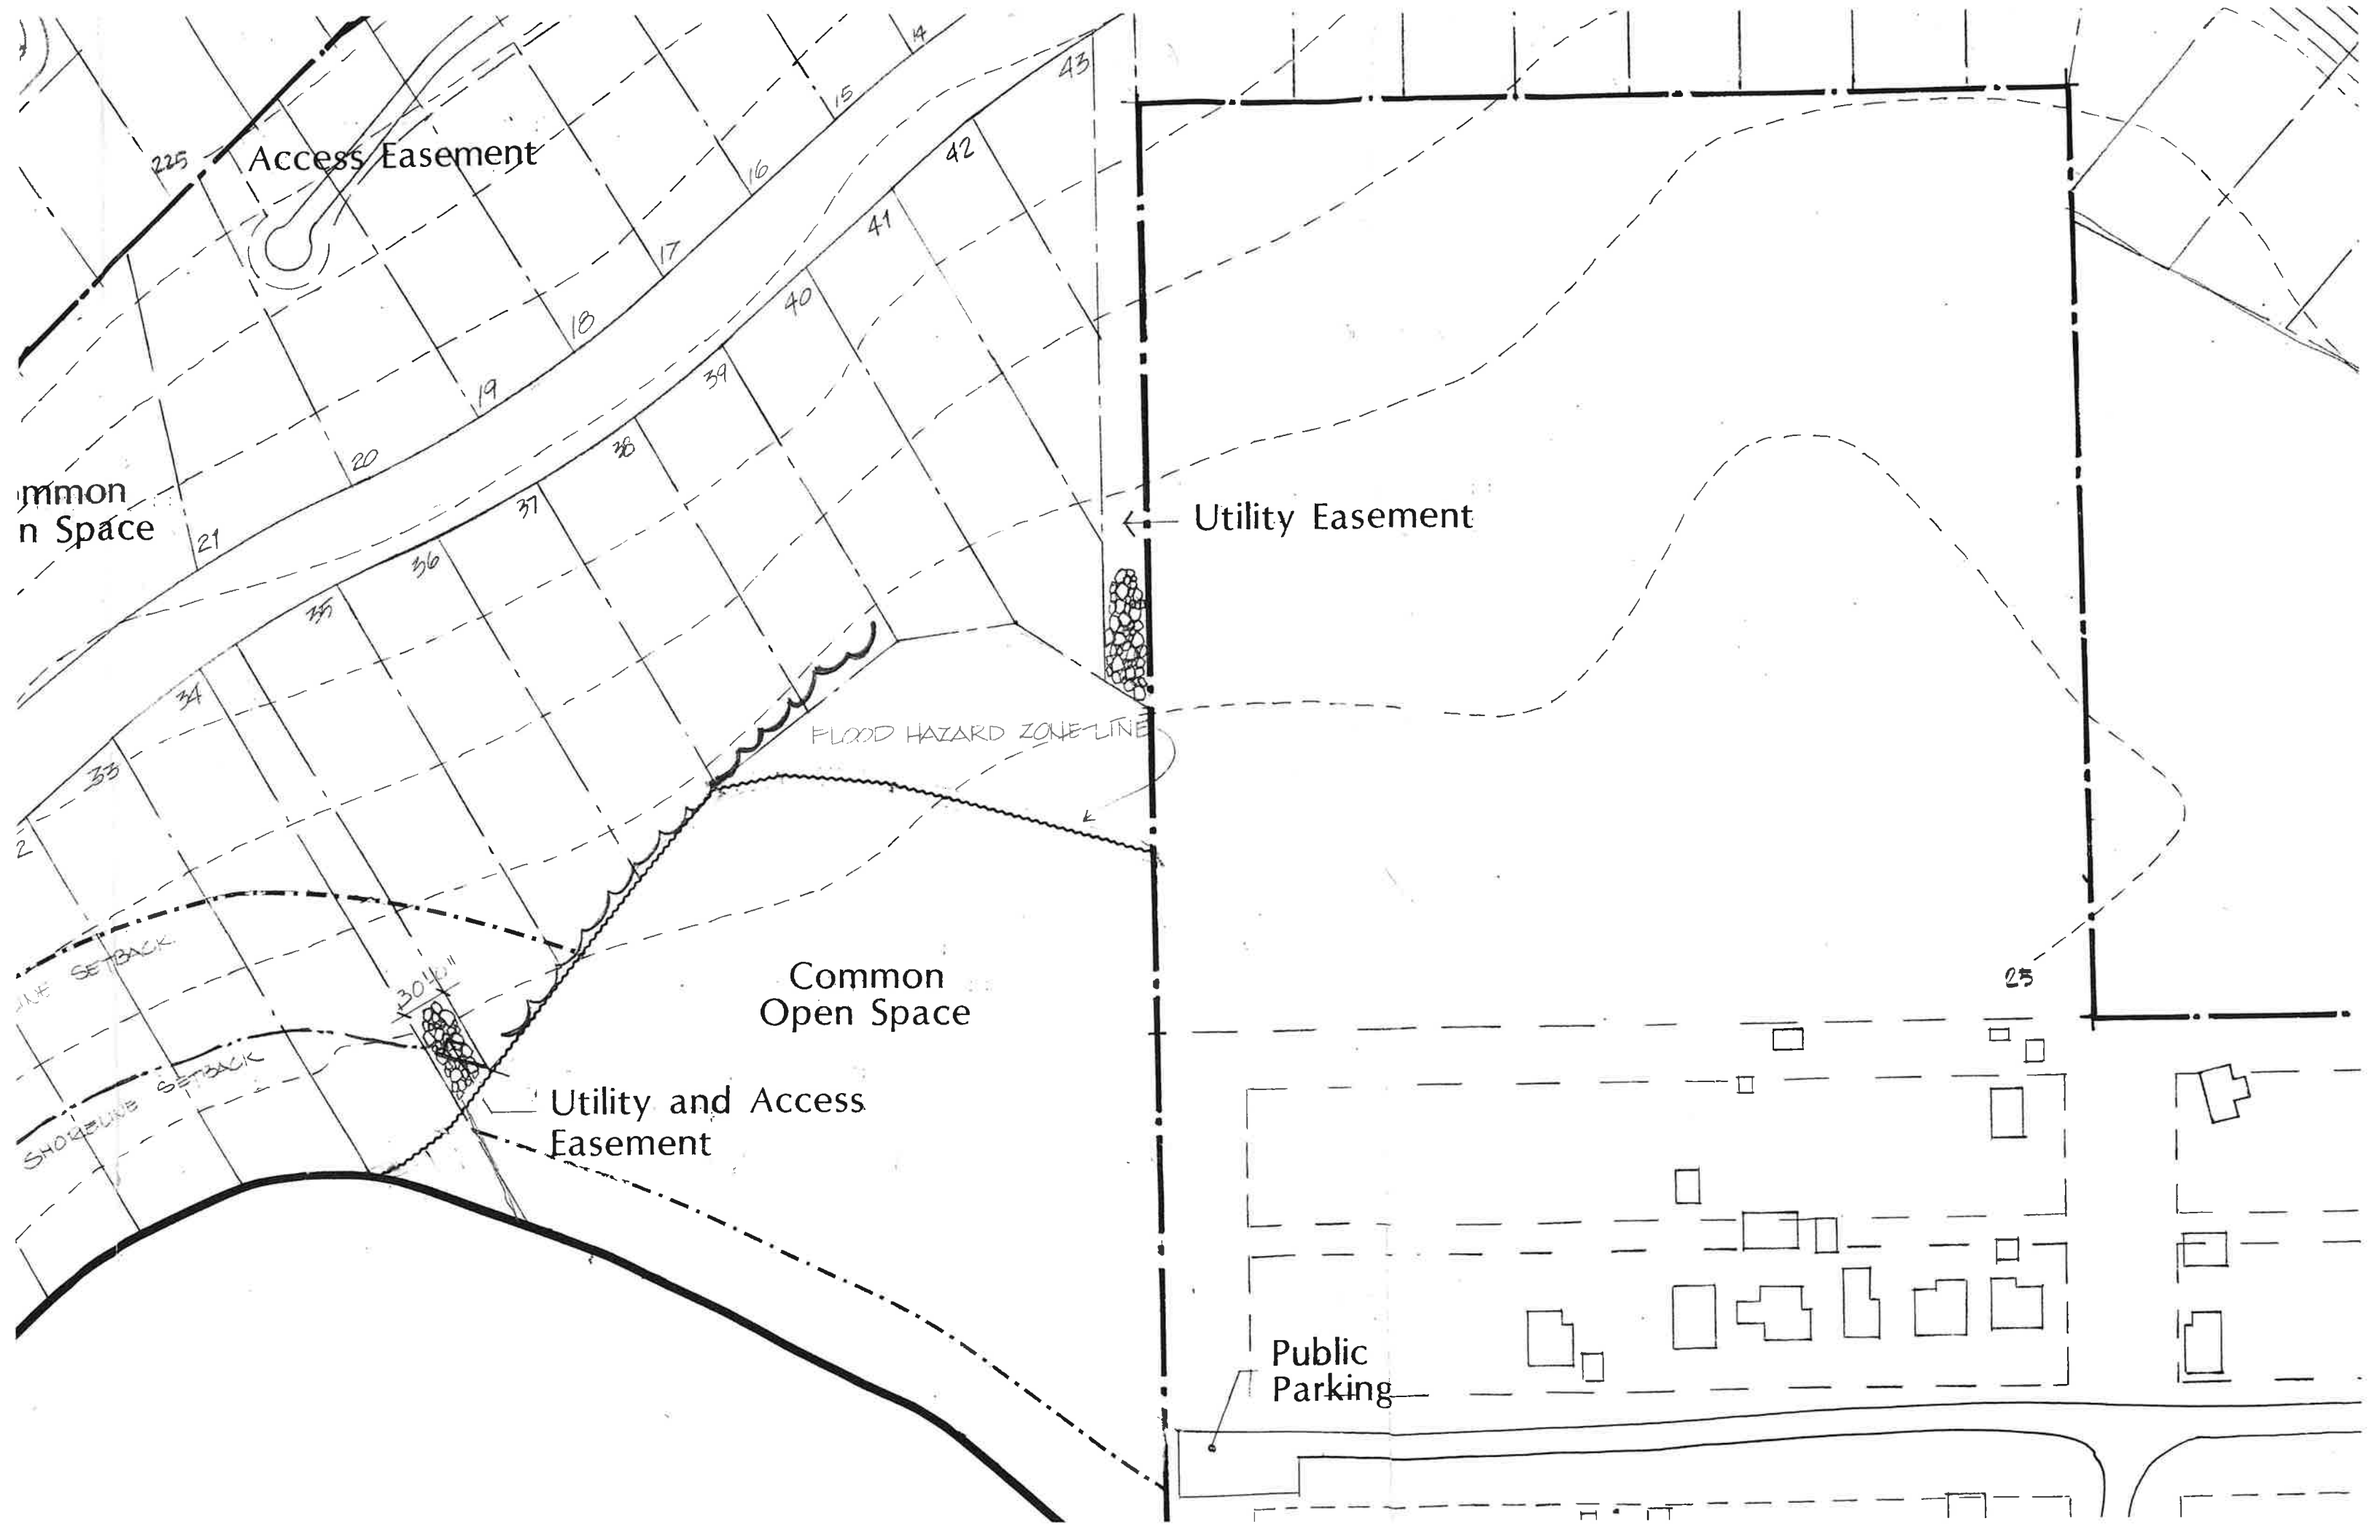 14
43
15
42
225
Access Easement
16
41
17
40
18
39
19
38
20
mmon
n Space
37
Utility Easement
21
36
35
34
FLOOD HAZARD ZONE LINE
33
2
SETBACK
Common
Open Space
25
SETBACK
SHORELINE
Utility and Access
Easement
Public
Parking